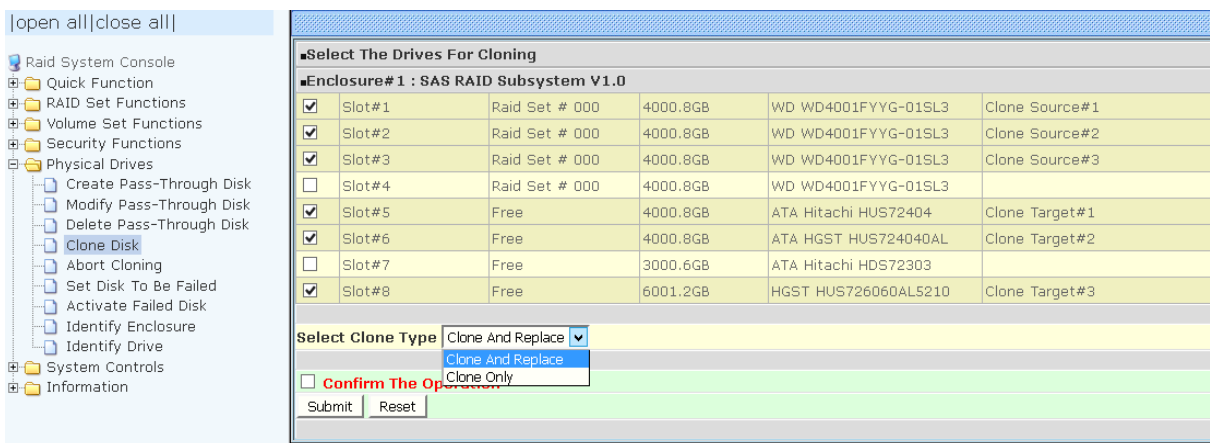 |open all|close all|
Raid System Console
Quick Function
RAID Set Functions
Volume Set Functions
Security Functions
Physical Drives
Create Pass-Through Disk
Modify Pass-Through Disk
Delete Pass-Through Disk
Clone Disk
Abort Cloning
Set Disk To Be Failed
Activate Failed Disk
Identify Enclosure
Identify Drive
System Controls
Information
▪Select The Drives For Cloning
▪Enclosure#1 : SAS RAID Subsystem V1.0
Slot#1 Raid Set # 000 4000.8GB WD WD4001FYYG-01SL3 Clone Source#1
Slot#2 Raid Set # 000 4000.8GB WD WD4001FYYG-01SL3 Clone Source#2
Slot#3 Raid Set # 000 4000.8GB WD WD4001FYYG-01SL3 Clone Source#3
Slot#4 Raid Set # 000 4000.8GB WD WD4001FYYG-01SL3
Slot#5 Free 4000.8GB ATA Hitachi HUS72404 Clone Target#1
Slot#6 Free 4000.8GB ATA HGST HUS724040AL Clone Target#2
Slot#7 Free 3000.6GB ATA Hitachi HDS72303
Slot#8 Free 6001.2GB HGST HUS726060AL5210 Clone Target#3
Select Clone Type Clone And Replace
Clone And Replace
Clone Only
Confirm The Operation
Submit Reset